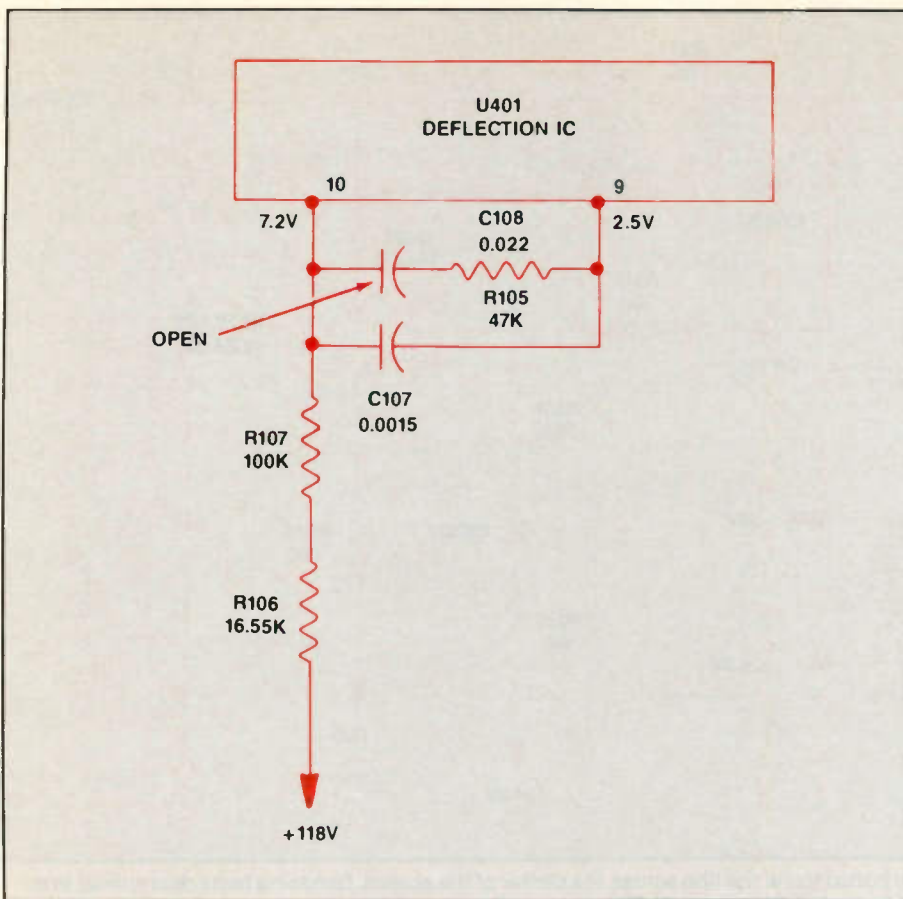 U401
DEFLECTION IC
10
9
7.2V
2.5V
C108
0.022
R105
47K
OPEN
C107
0.0015
R107
100K
R106
16.55K
+118V